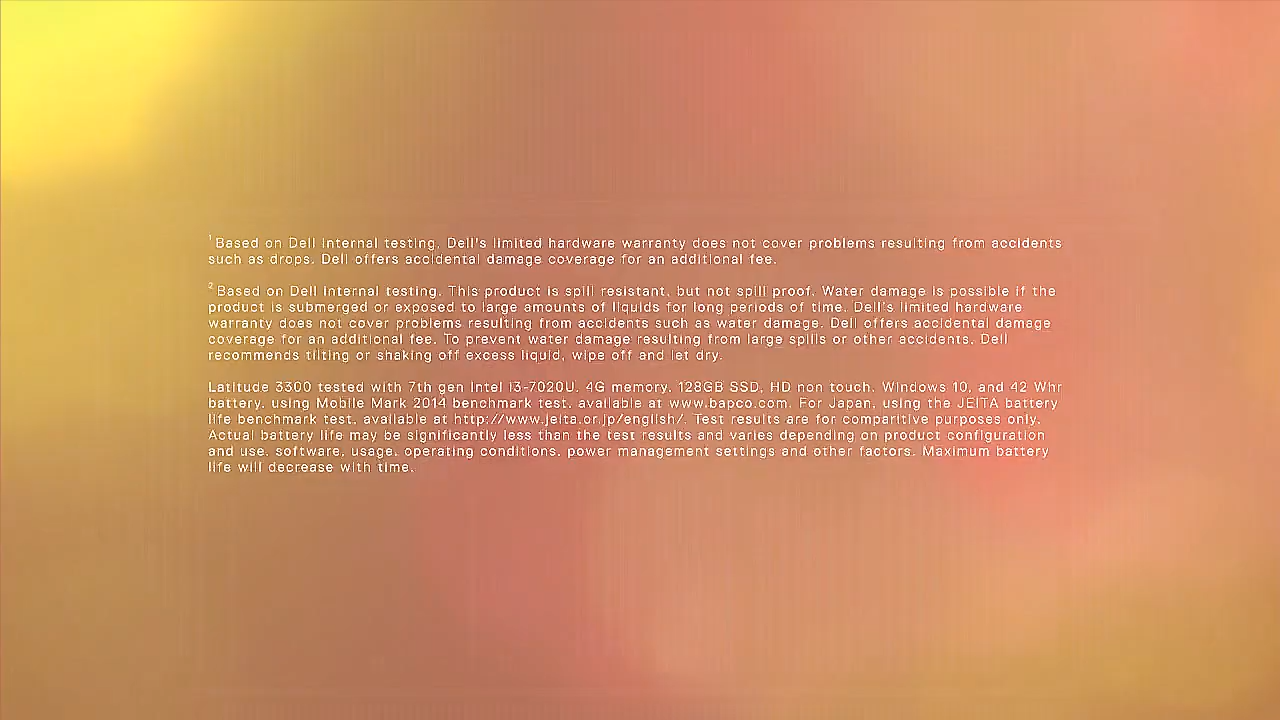 ¹Based on Dell internal testing. Dell's limited hardware warranty does not cover problems resulting from accidents
such as drops. Dell offers accidental damage coverage for an additional fee.
²Based on Dell internal testing. This product is spill resistant, but not spill proof. Water damage is possible if the
product is submerged or exposed to large amounts of liquids for long periods of time. Dell's limited hardware
warranty does not cover problems resulting from accidents such as water damage. Dell offers accidental damage
coverage for an additional fee. To prevent water damage resulting from large spills or other accidents. Dell
recommends tilting or shaking off excess liquid, wipe off and let dry.
Latitude 3300 tested with 7th gen Intel i3-7020U, 4G memory, 128GB SSD, HD non touch, Windows 10, and 42 Whr
battery, using Mobile Mark 2014 benchmark test, available at www.bapco.com. For Japan, using the JEITA battery
life benchmark test, available at http://www.jeita.or.jp/english/. Test results are for comparitive purposes only.
Actual battery life may be significantly less than the test results and varies depending on product configuration
and use, software, usage, operating conditions, power management settings and other factors. Maximum battery
life will decrease with time.